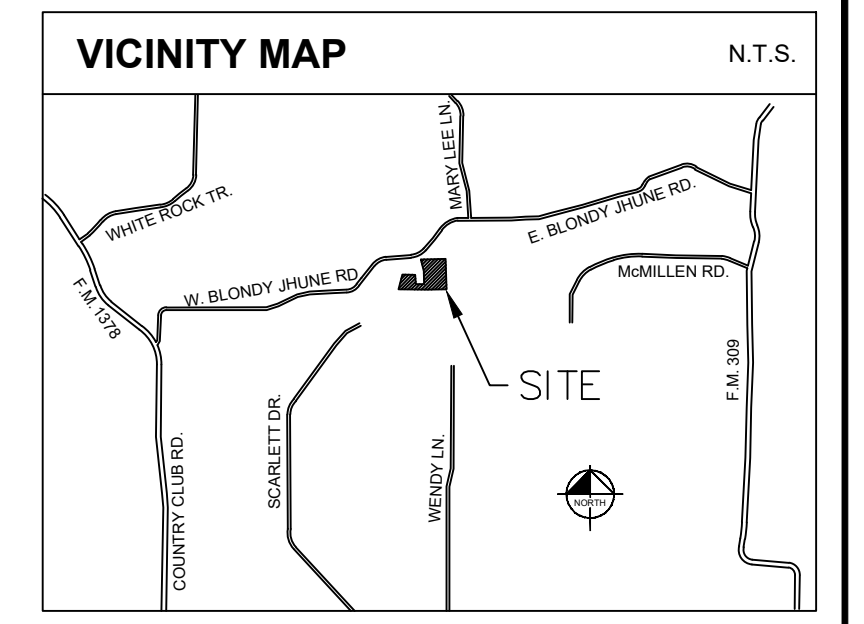 VICINITY MAP
N.T.S.
MARY LEE LN.
WHITE ROCK TR.
E. BLONDY JHUNE RD.
McMILLEN RD.
W. BLONDY JHUNE RD
F.M. 1378
SITE
F.M. 309
SCARLETT DR.
WENDY LN.
COUNTRY CLUB RD.
NORTH